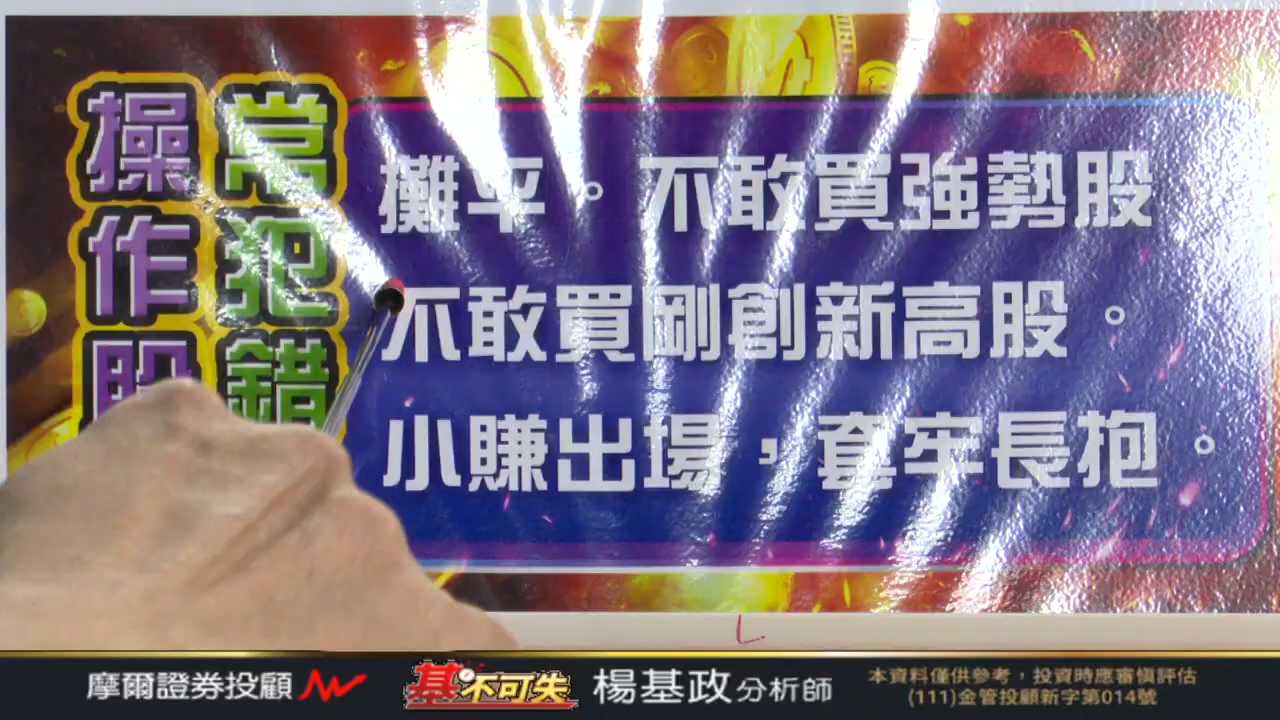 操作股
常犯錯
攤平。不敢買強勢股
不敢買剛創新高股。
小賺出場，套牢長抱。
摩爾證券投顧
基不可失
楊基政分析師
本資料僅供參考，投資時應審慎評估
(111)金管投顧新字第014號